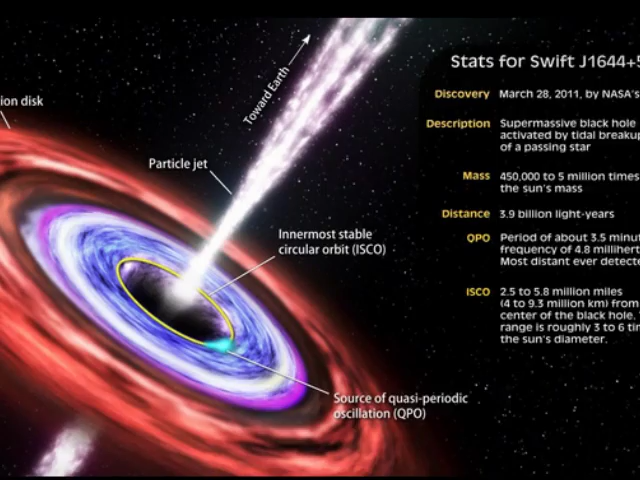 Stats for Swift J1644+5
Toward Earth
ion disk
Particle jet
Innermost stable
circular orbit (ISCO)
Source of quasi-periodic
oscillation (QPO)
Discovery March 28, 2011, by NASA's
Description Supermassive black hole
activated by tidal breakup
of a passing star
Mass 450,000 to 5 million times
the sun's mass
Distance 3.9 billion light-years
QPO Period of about 3.5 minut
frequency of 4.8 millihert
Most distant ever detecte
ISCO 2.5 to 5.8 million miles
(4 to 9.3 million km) from
center of the black hole.
range is roughly 3 to 6 tim
the sun's diameter.